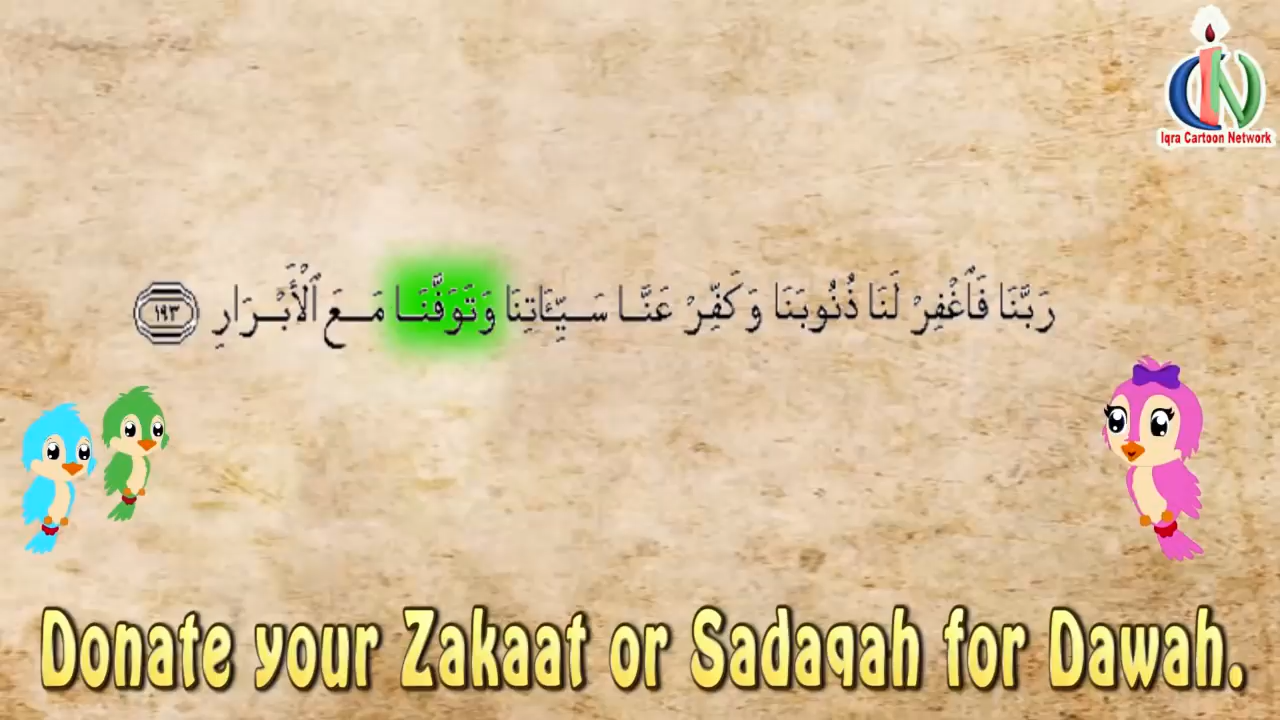 Iqra Cartoon Network
رَبَّنَا فَٱغْفِرْ لَنَا ذُنُوبَنَا وَكَفِّرْ عَنَّا سَيِّـَٔاتِنَا وَتَوَفَّنَا مَعَ ٱلْأَبْرَارِ ١٩٣
Donate your Zakaat or Sadaqah for Dawah.